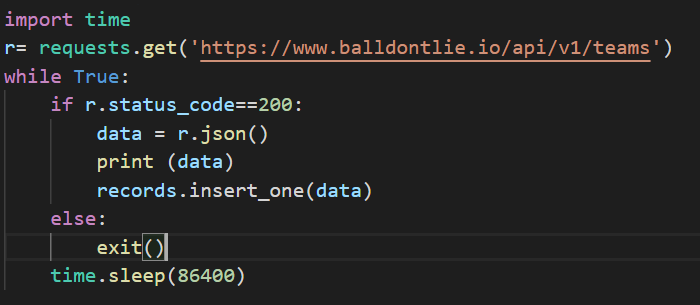 import time
r= requests.get('https://www.balldontlie.io/api/v1/teams')
while True:
    if r.status_code==200:
        data = r.json()
        print (data)
        records.insert_one(data)
    else:
        exit()
    time.sleep(86400)